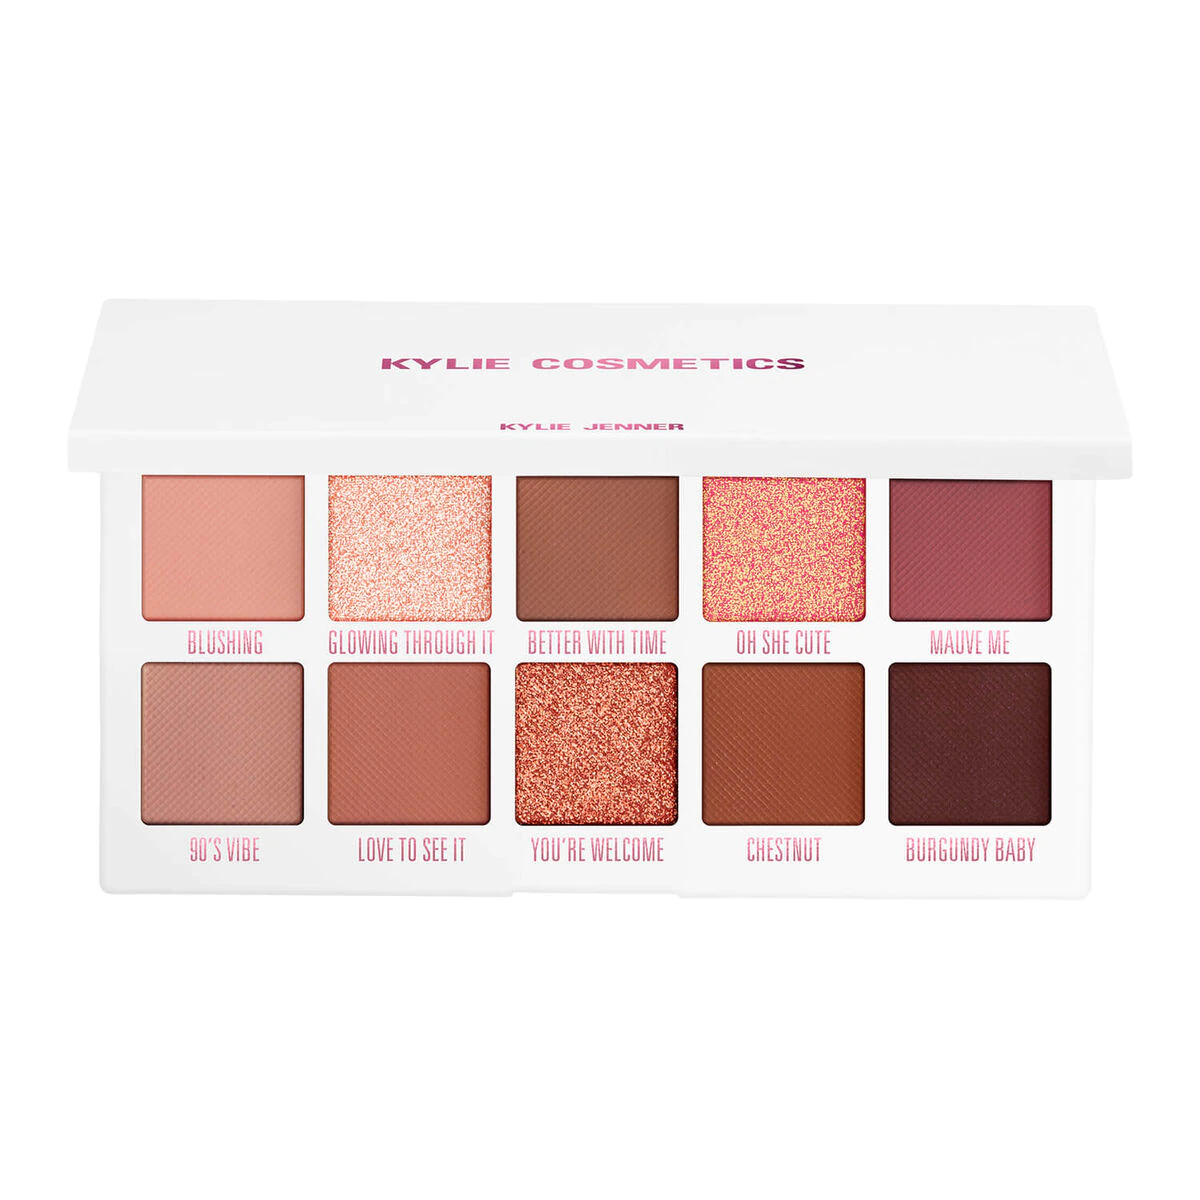 KYLIE COSMETICS
KYLIE JENNER
BLUSHING
GLOWING THROUGH IT
BETTER WITH TIME
OH SHE CUTE
MAUVE ME
90'S VIBE
LOVE TO SEE IT
YOU'RE WELCOME
CHESTNUT
BURGUNDY BABY